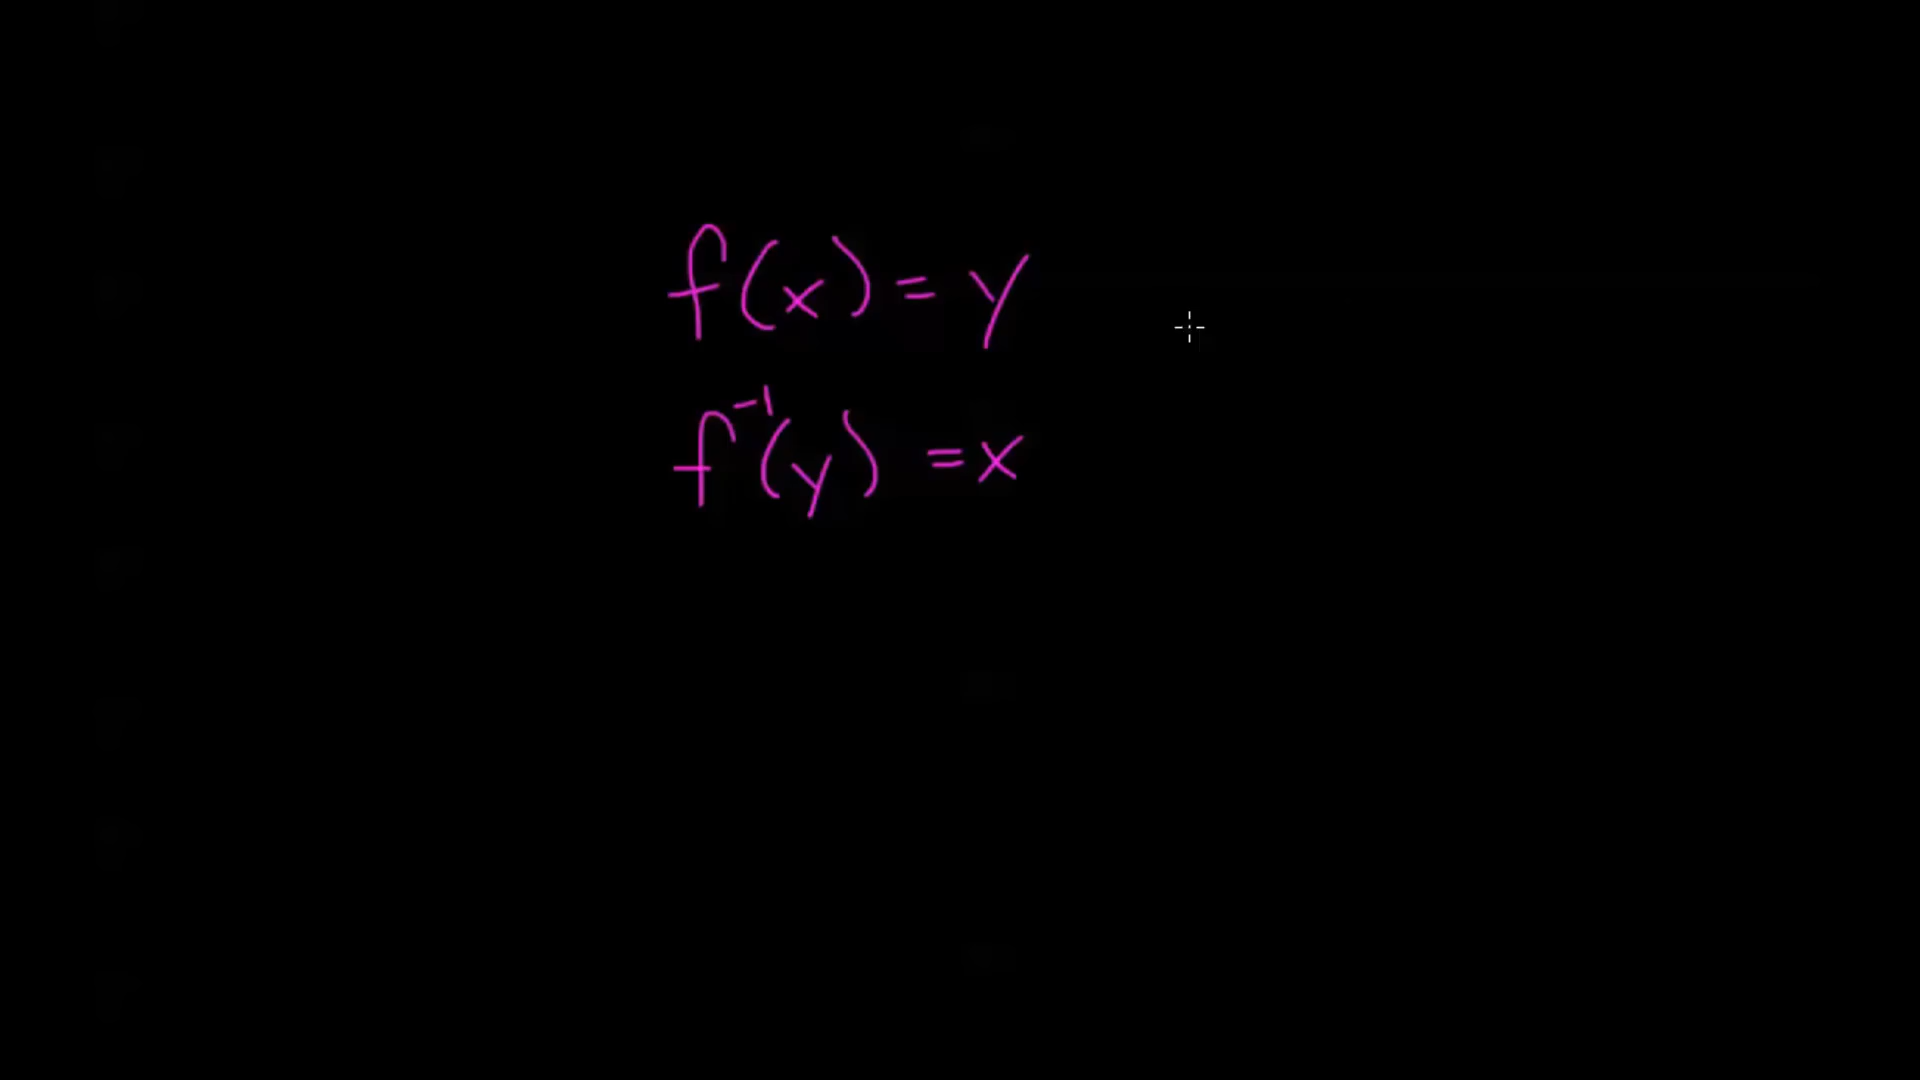 f(x) = y
f⁻¹(y) = x